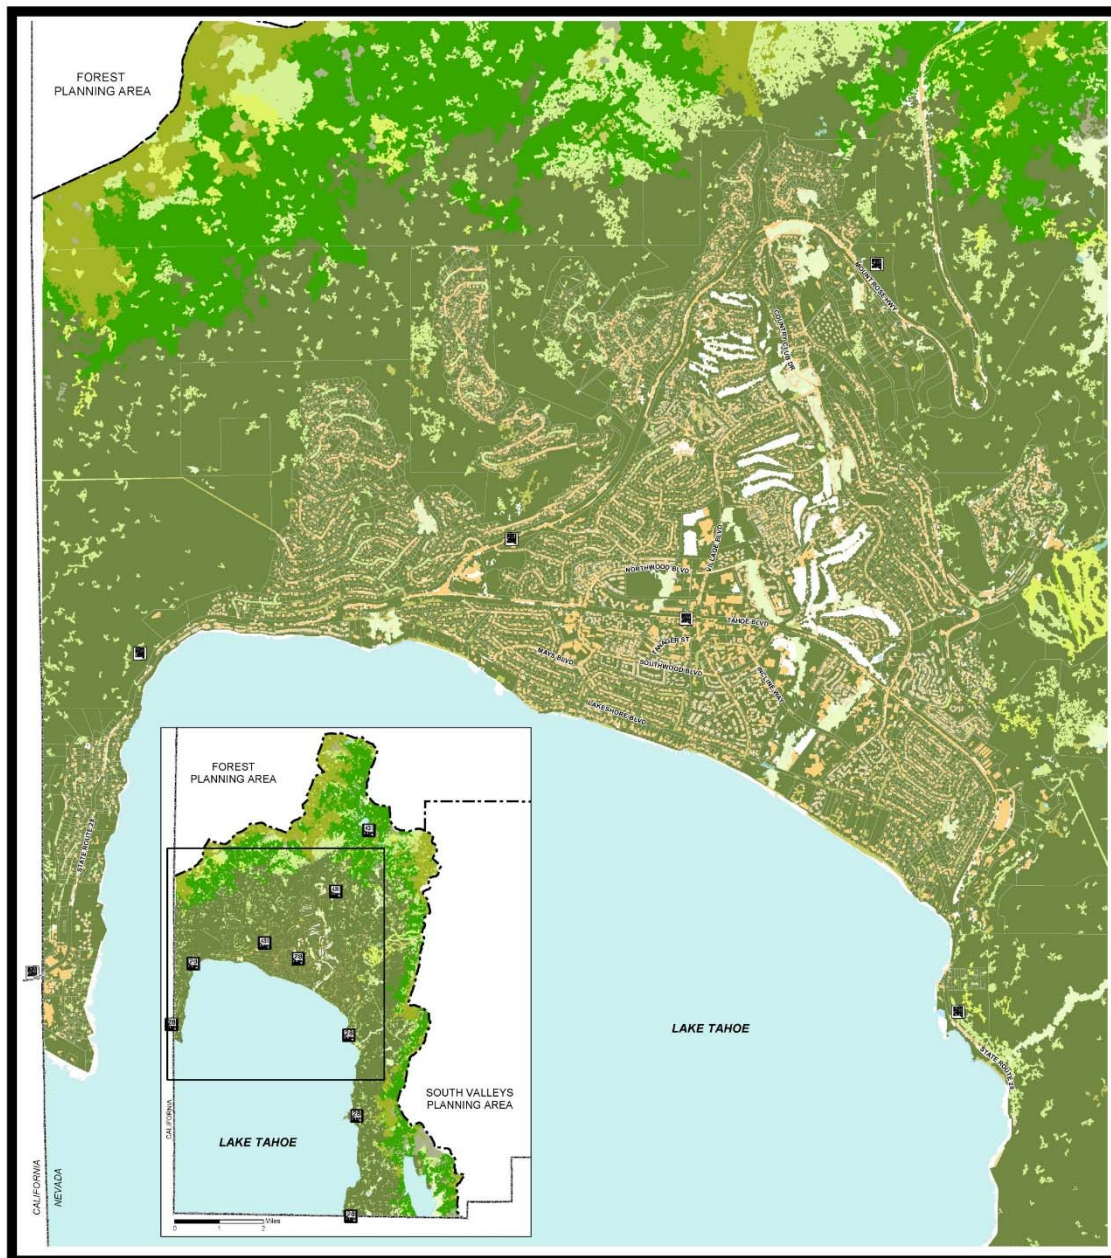 FOREST
PLANNING AREA
MOUNT ROSE HWY
COUNTRY CLUB DR
VILLAGE BLVD
NORTHWOOD BLVD
TAHOE BLVD
TANAGER ST
MAYS BLVD
SOUTHWOOD BLVD
INCLINE WAY
LAKESHORE BLVD
STATE ROUTE 28
LAKE TAHOE
STATE ROUTE 28
CALIFORNIA
NEVADA
FOREST
PLANNING AREA
SOUTH VALLEYS
PLANNING AREA
CALIFORNIA
LAKE TAHOE
0 1 2 Miles